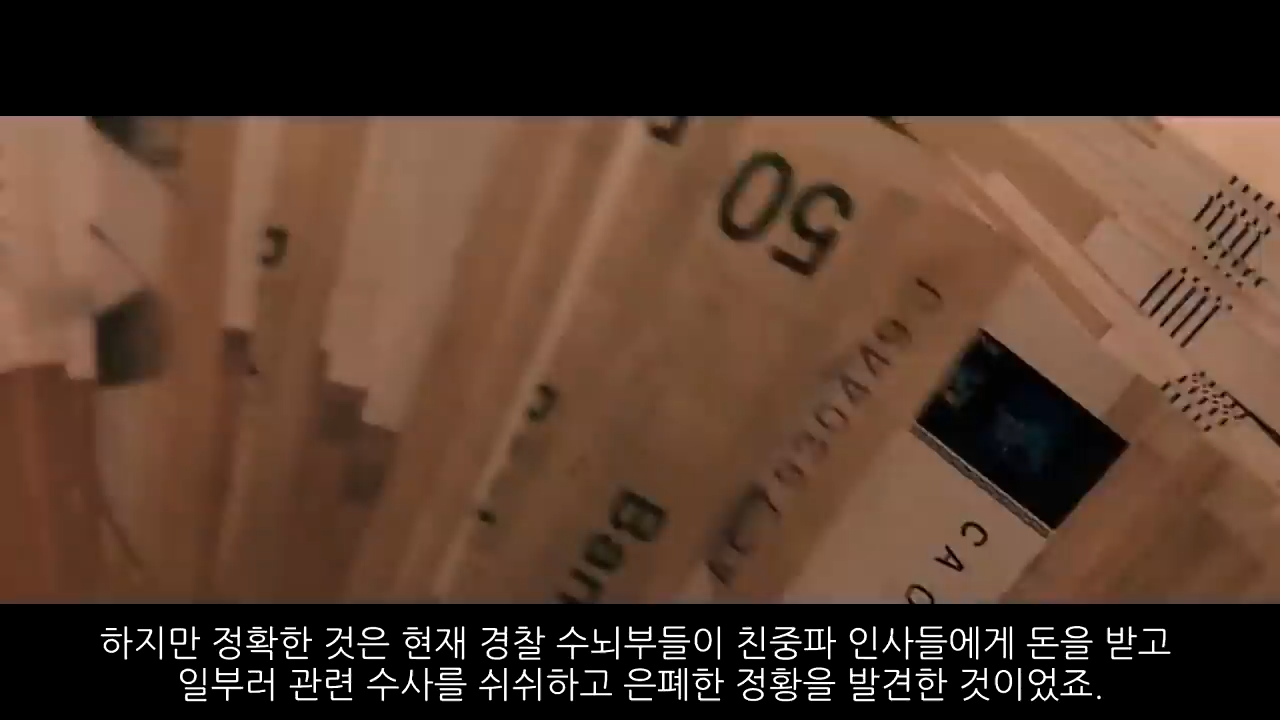 50
Ban
CAO
하지만 정확한 것은 현재 경찰 수뇌부들이 친중파 인사들에게 돈을 받고
일부러 관련 수사를 쉬쉬하고 은폐한 정황을 발견한 것이었죠.